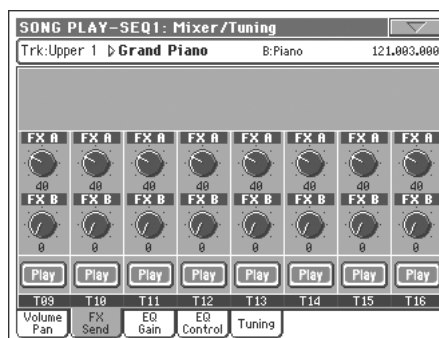 SONG PLAY-SEQ1: Mixer/Tuning
Trk:Upper 1 ▷Grand Piano B:Piano 121.003.000
FX A FX A FX A FX A FX A FX A FX A FX A
40 40 40 40 40 40 40 40
FX B FX B FX B FX B FX B FX B FX B FX B
0 0 0 0 0 0 0 0
Play Play Play Play Play Play Play Play
T09 T10 T11 T12 T13 T14 T15 T16
Volume Pan FX Send EQ Gain EQ Control Tuning